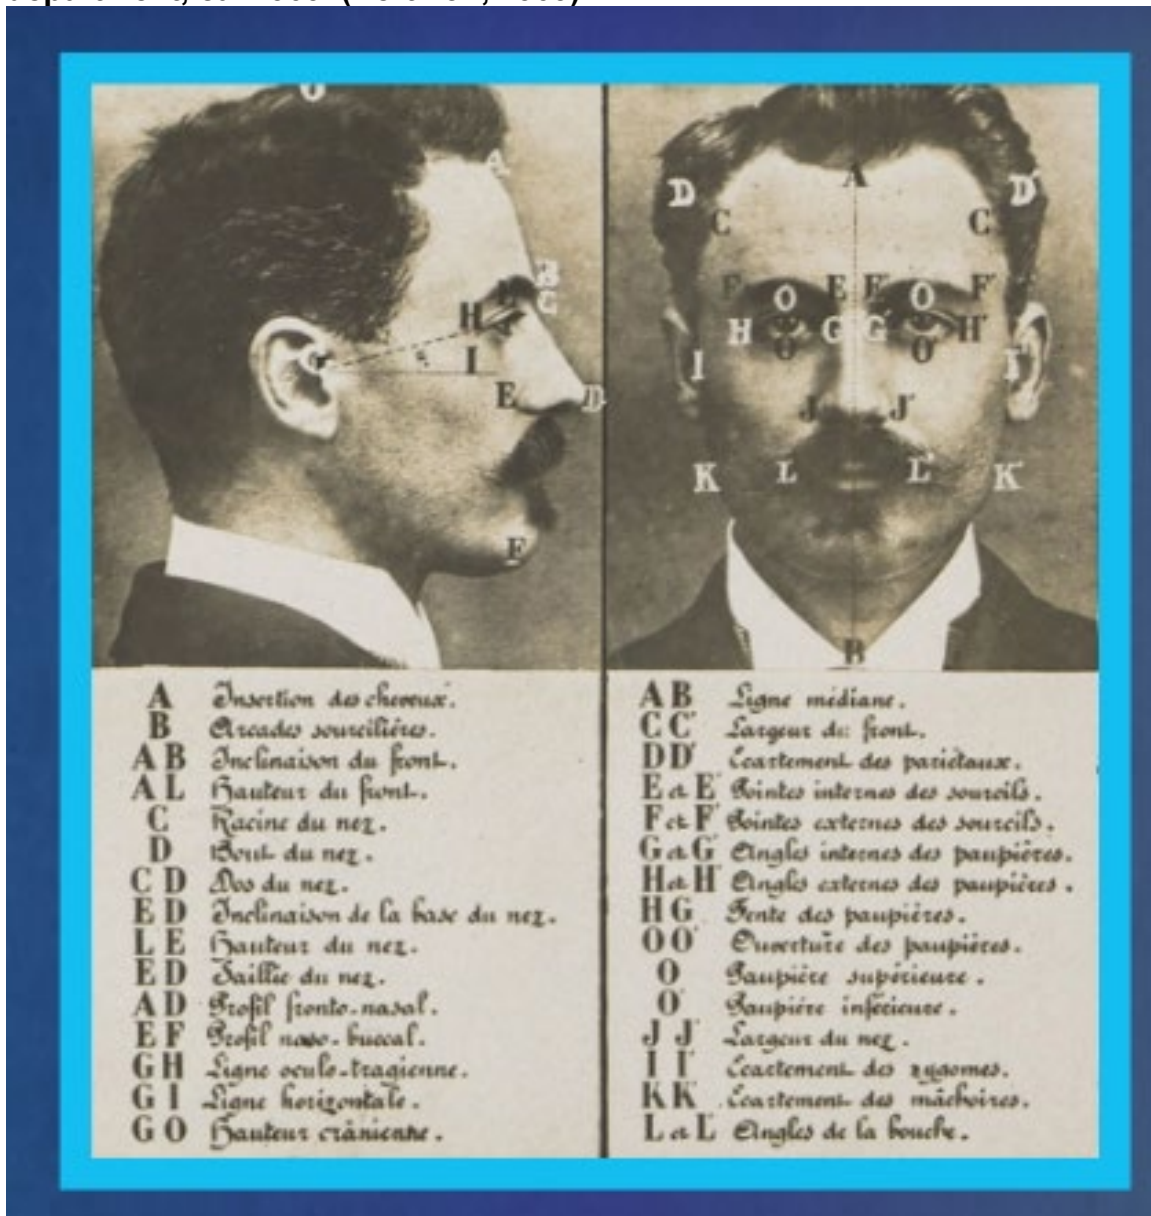 A
B
C
H
G
I
E D
F
A
D D'
C C'
F E E' F'
O O
H G G' H'
O' O'
I I'
J J'
K L L' K'
B
A Insertion des cheveux.
B Arcades sourcilières.
A B Inclinaison du front.
A L Hauteur du front.
C Racine du nez.
D Bout du nez.
C D Dos du nez.
E D Inclinaison de la base du nez.
L E Hauteur du nez.
E D Saillie du nez.
A D Profil fronto-nasal.
E F Profil naso-buccal.
G H Ligne oculo-tragienne.
G I Ligne horizontale.
G O Hauteur crânienne.
A B Ligne médiane.
C C' Largeur du front.
D D' Écartement des pariétaux.
E et E' Pointes internes des sourcils.
F et F' Pointes externes des sourcils.
G et G' Angles internes des paupières.
H et H' Angles externes des paupières.
H G Fente des paupières.
O O' Ouverture des paupières.
O Paupière supérieure.
O' Paupière inférieure.
J J' Largeur du nez.
I I' Écartement des zygomes.
K K' Écartement des mâchoires.
L et L' Angles de la bouche.